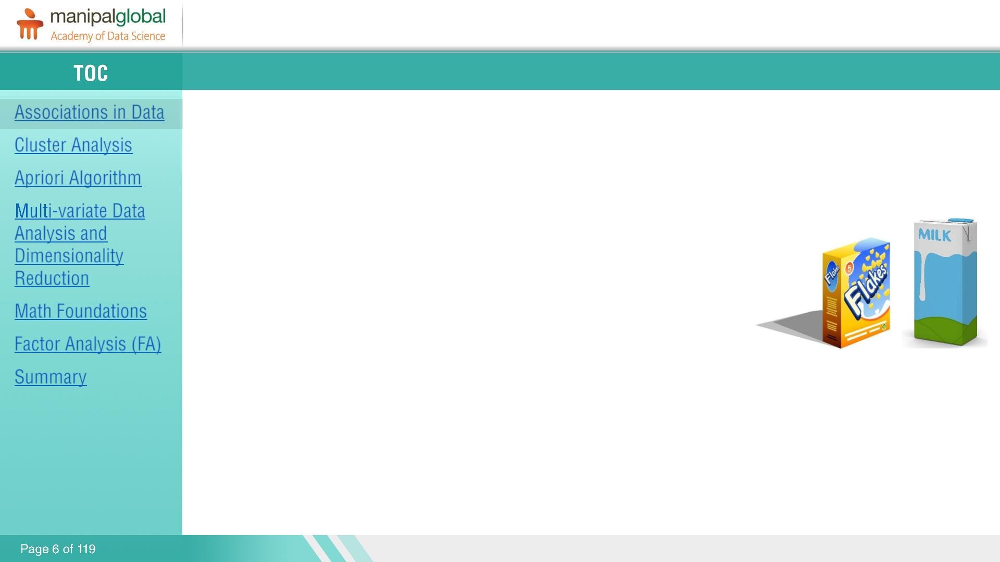 manipalglobal
Academy of Data Science
TOC
Associations in Data
Cluster Analysis
Apriori Algorithm
Multi-variate Data
Analysis and
Dimensionality
Reduction
Math Foundations
Factor Analysis (FA)
Summary
MILK
Flakes
5
Flakes
Page 6 of 119